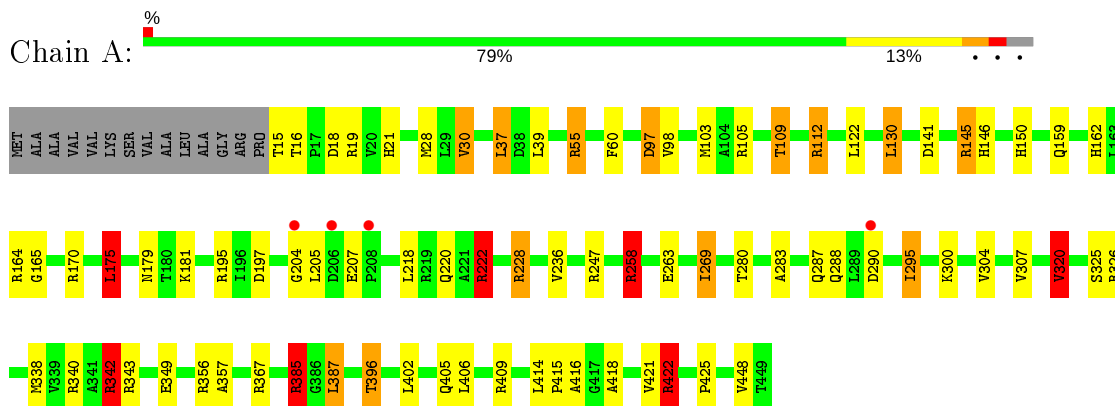 %
Chain A:
79%
13%
MET ALA ALA VAL VAL LYS SER VAL ALA LEU ALA GLY ARG PRO T15 T16 P17 D18 R19 V20 H21 M28 L29 V30 L37 D38 L39 R55 F60 D97 V98 M103 A104 R105 T109 R112 L122 L130 D141 R145 H146 H150 Q159 H162 L163
R164 G165 R170 L175 N179 T180 K181 R195 I196 D197 G204 L205 D206 E207 P208 L218 R219 Q220 A221 R222 R228 V236 R247 R258 E263 I269 T280 A283 Q287 Q288 L289 D290 I295 K300 V304 V307 V320 S325 R326
M338 V339 R340 A341 R342 R343 E349 R356 A357 R367 R385 G386 L387 T396 L402 Q405 L406 R409 L414 P415 A416 G417 A418 V421 R422 P425 V448 T449